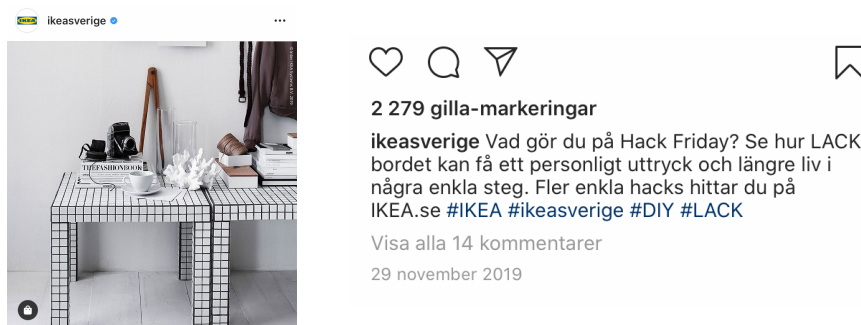 IKEA
ikeasverige
THE FASHION BOOK
2 279 gilla-markeringar
ikeasverige Vad gör du på Hack Friday? Se hur LACK
bordet kan få ett personligt uttryck och längre liv i
några enkla steg. Fler enkla hacks hittar du på
IKEA.se #IKEA #ikeasverige #DIY #LACK
Visa alla 14 kommentarer
29 november 2019